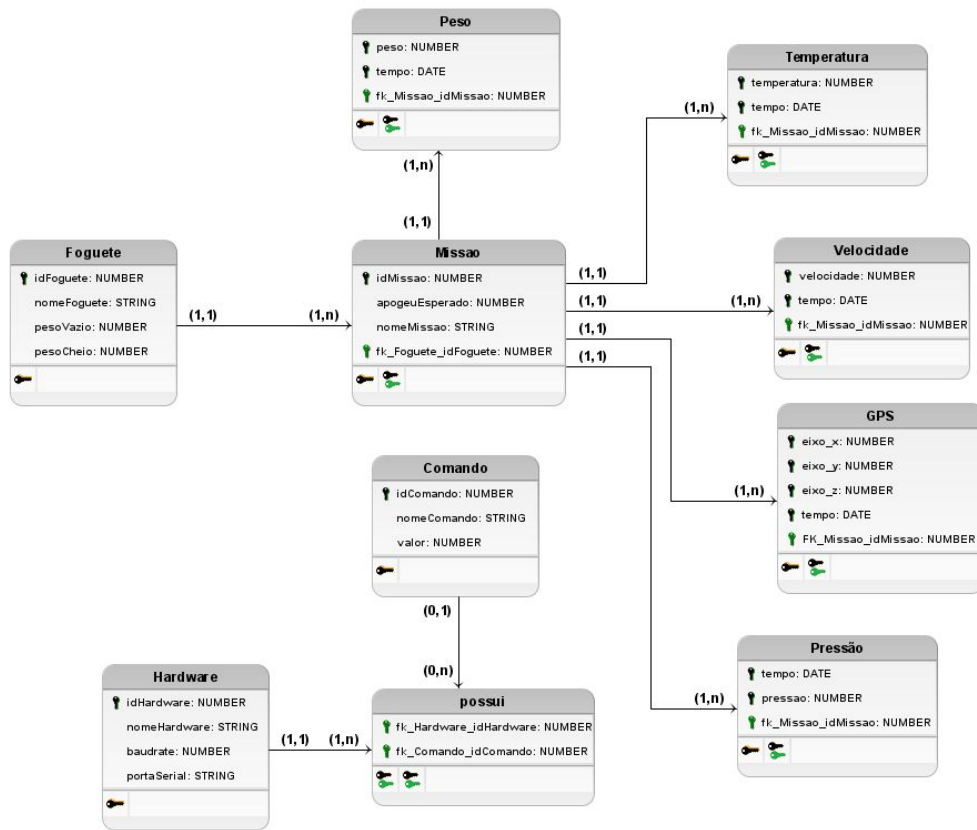 Peso
peso: NUMBER
tempo: DATE
fk_Missao_idMissao: NUMBER
(1,n)
(1,1)
Temperatura
temperatura: NUMBER
tempo: DATE
fk_Missao_idMissao: NUMBER
(1,n)
(1,1)
Foguete
idFoguete: NUMBER
nomeFoguete: STRING
pesoVazio: NUMBER
pesoCheio: NUMBER
(1,1)
(1,n)
Missao
idMissao: NUMBER
apogeuEsperado: NUMBER
nomeMissao: STRING
fk_Foguete_idFoguete: NUMBER
(1,1)
(1,1)
(1,1)
Velocidade
velocidade: NUMBER
tempo: DATE
fk_Missao_idMissao: NUMBER
(1,n)
GPS
eixo_x: NUMBER
eixo_y: NUMBER
eixo_z: NUMBER
tempo: DATE
FK_Missao_idMissao: NUMBER
(1,n)
Comando
idComando: NUMBER
nomeComando: STRING
valor: NUMBER
(0,1)
(0,n)
Hardware
idHardware: NUMBER
nomeHardware: STRING
baudrate: NUMBER
portaSerial: STRING
(1,1)
(1,n)
possui
fk_Hardware_idHardware: NUMBER
fk_Comando_idComando: NUMBER
Pressão
tempo: DATE
pressao: NUMBER
fk_Missao_idMissao: NUMBER
(1,n)